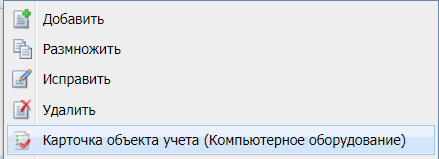 Добавить
Размножить
Исправить
Удалить
Карточка объекта учета (Компьютерное оборудование)